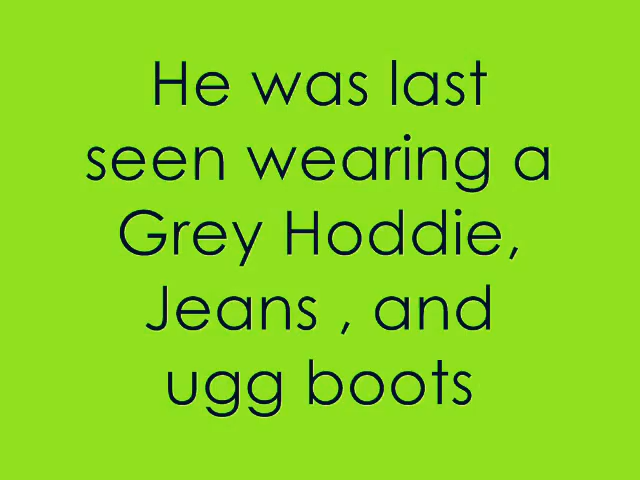 He was last
seen wearing a
Grey Hoddie,
Jeans , and
ugg boots